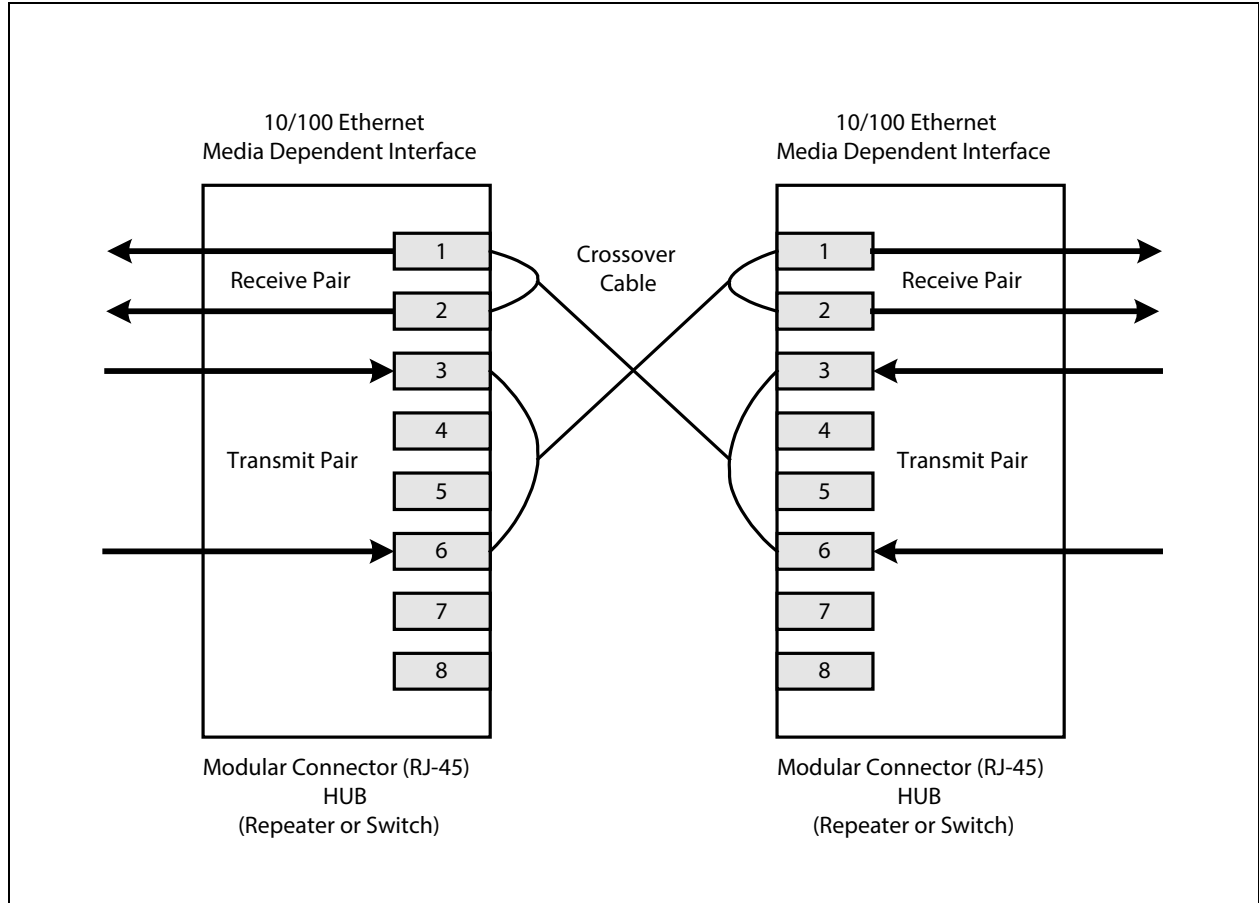 10/100 Ethernet
Media Dependent Interface
10/100 Ethernet
Media Dependent Interface
1
Receive Pair
2
3
4
Transmit Pair
5
6
7
8
Crossover
Cable
1
Receive Pair
2
3
4
Transmit Pair
5
6
7
8
Modular Connector (RJ-45)
HUB
(Repeater or Switch)
Modular Connector (RJ-45)
HUB
(Repeater or Switch)